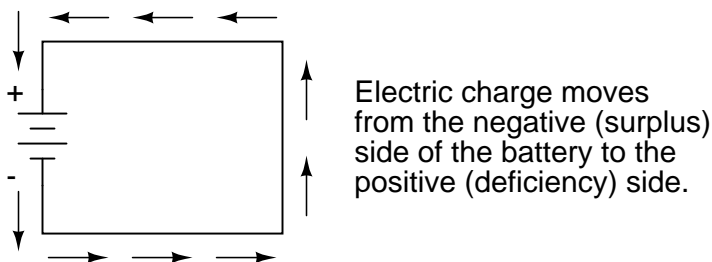 +
-
Electric charge moves
from the negative (surplus)
side of the battery to the
positive (deficiency) side.